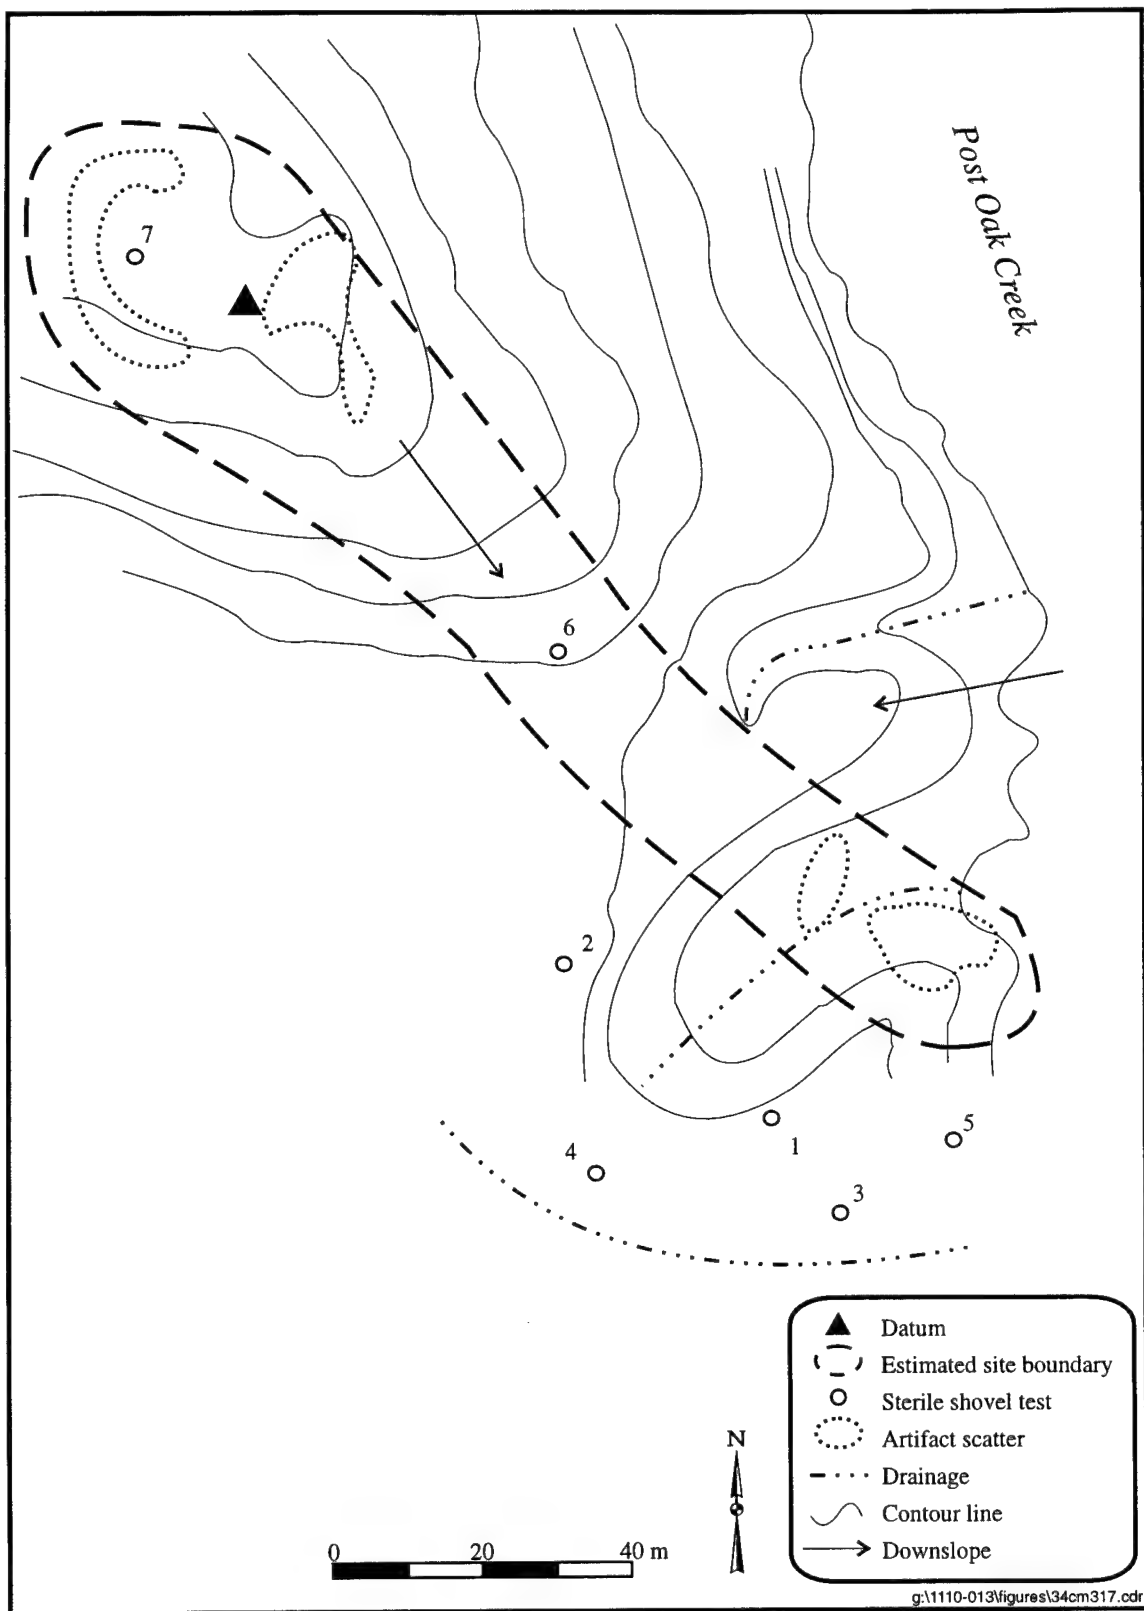 Post Oak Creek
7
6
2
1
5
4
3
Datum
Estimated site boundary
Sterile shovel test
Artifact scatter
Drainage
Contour line
Downslope
N
0 20 40 m
g:\1110-013\figures\34cm317.cdr